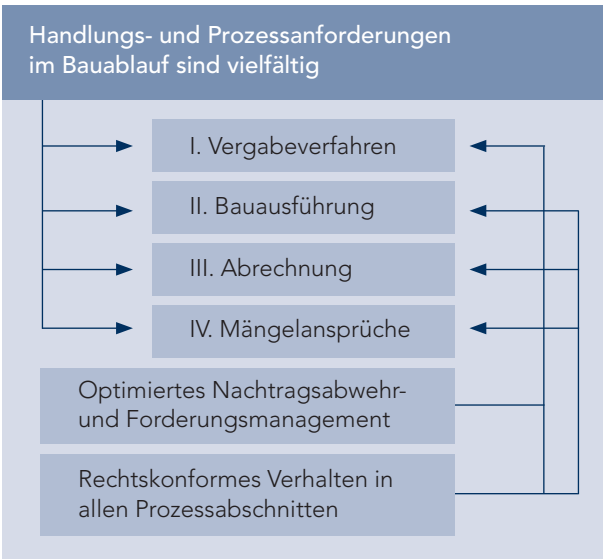 Handlungs- und Prozessanforderungen
im Bauablauf sind vielfältig
I. Vergabeverfahren
II. Bauausführung
III. Abrechnung
IV. Mängelansprüche
Optimiertes Nachtragsabwehr-
und Forderungsmanagement
Rechtskonformes Verhalten in
allen Prozessabschnitten